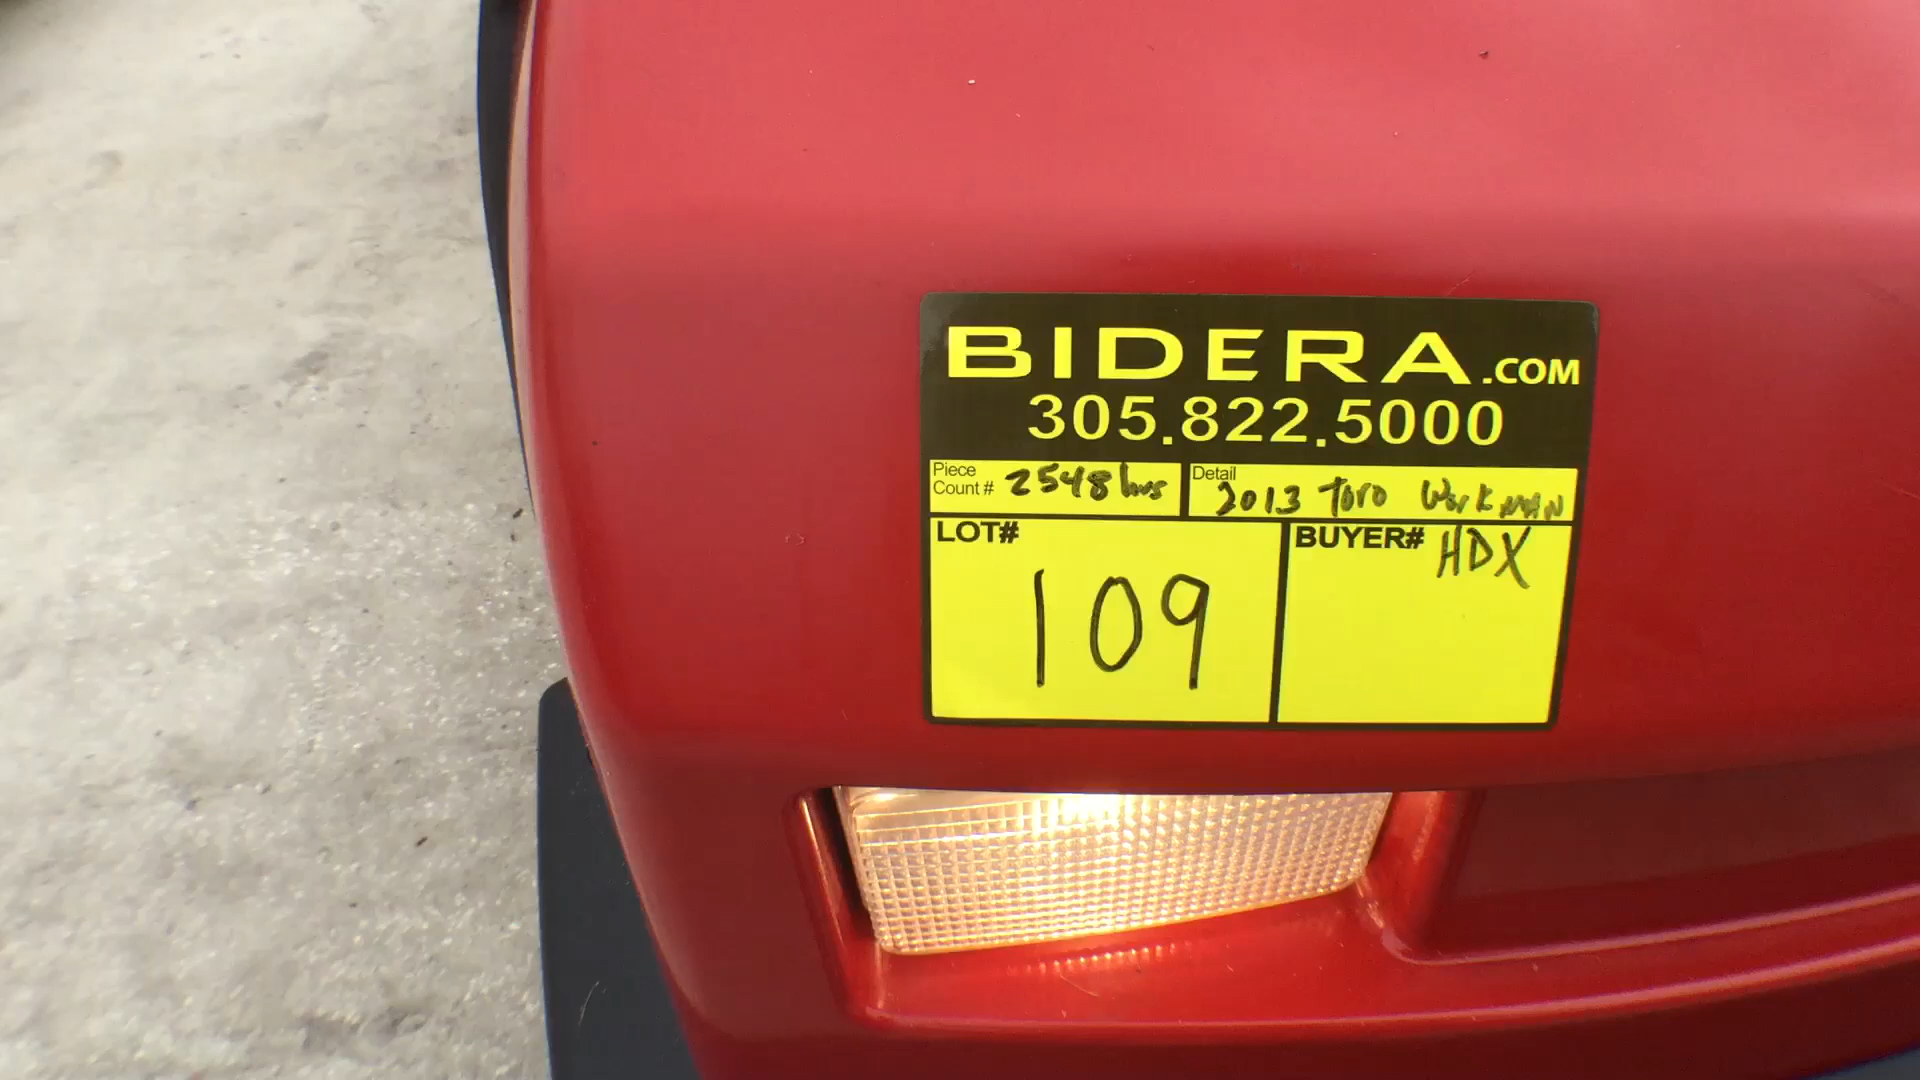 BIDERA.COM
305.822.5000
Piece Count # 2548 hrs
Detail 2013 Toro Workman
LOT#
BUYER# HDX
109